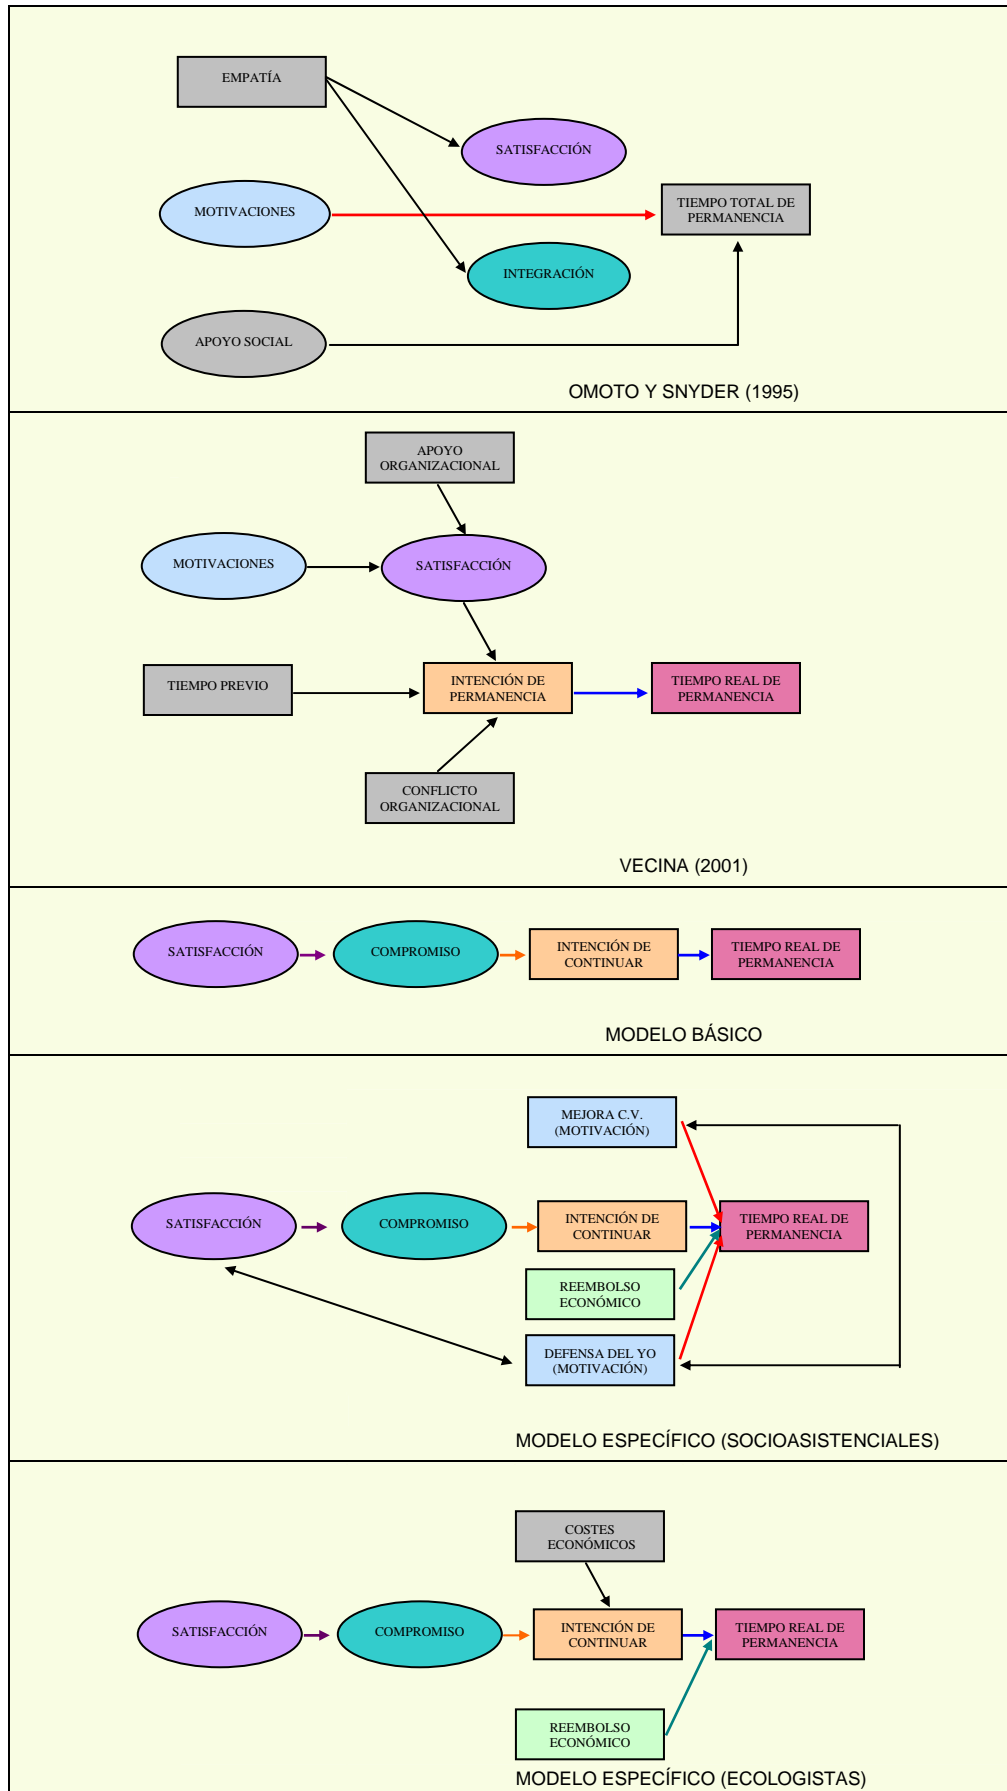 EMPATÍA
SATISFACCIÓN
MOTIVACIONES
TIEMPO TOTAL DE
PERMANENCIA
INTEGRACIÓN
APOYO SOCIAL
OMOTO Y SNYDER (1995)
APOYO
ORGANIZACIONAL
MOTIVACIONES
SATISFACCIÓN
TIEMPO PREVIO
INTENCIÓN DE
PERMANENCIA
TIEMPO REAL DE
PERMANENCIA
CONFLICTO
ORGANIZACIONAL
VECINA (2001)
SATISFACCIÓN
COMPROMISO
INTENCIÓN DE
CONTINUAR
TIEMPO REAL DE
PERMANENCIA
MODELO BÁSICO
MEJORA C.V.
(MOTIVACIÓN)
SATISFACCIÓN
COMPROMISO
INTENCIÓN DE
CONTINUAR
TIEMPO REAL DE
PERMANENCIA
REEMBOLSO
ECONÓMICO
DEFENSA DEL YO
(MOTIVACIÓN)
MODELO ESPECÍFICO (SOCIOASISTENCIALES)
COSTES
ECONÓMICOS
SATISFACCIÓN
COMPROMISO
INTENCIÓN DE
CONTINUAR
TIEMPO REAL DE
PERMANENCIA
REEMBOLSO
ECONÓMICO
MODELO ESPECÍFICO (ECOLOGISTAS)